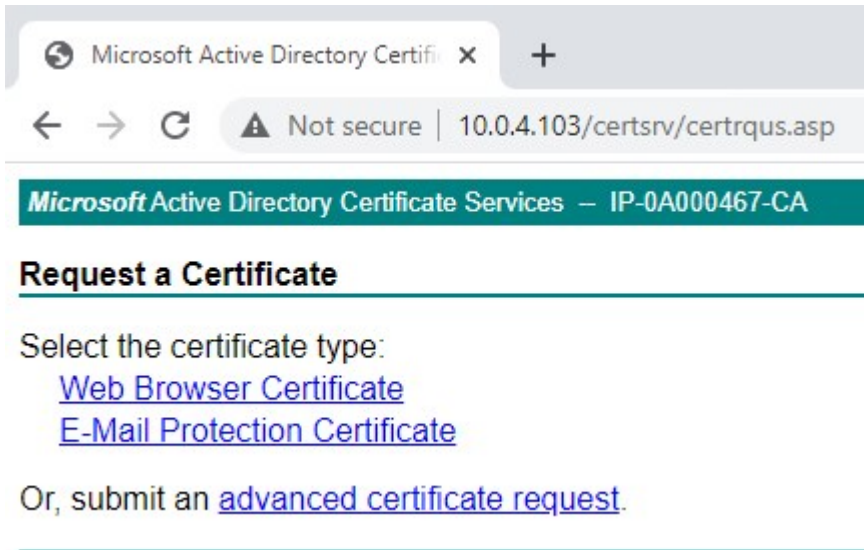 Microsoft Active Directory Certifi
Not secure | 10.0.4.103/certsrv/certrqus.asp
Microsoft Active Directory Certificate Services -- IP-0A000467-CA
Request a Certificate
Select the certificate type:
Web Browser Certificate
E-Mail Protection Certificate
Or, submit an advanced certificate request.